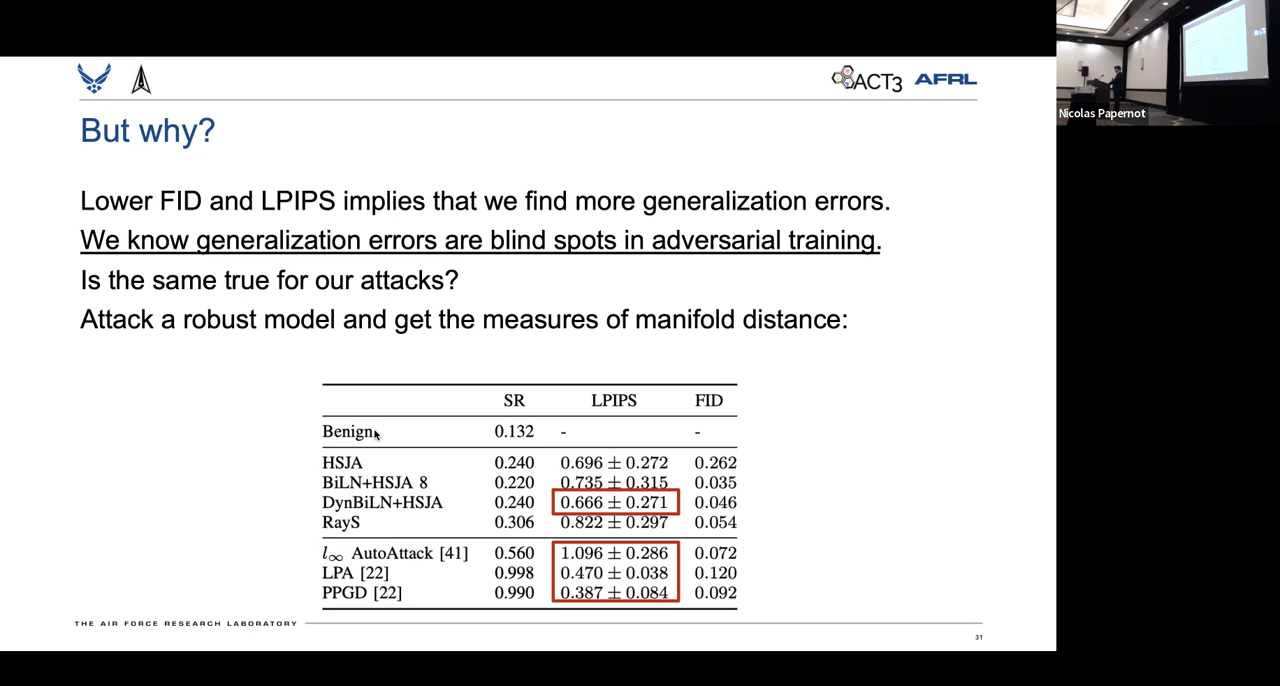 ACT3 AFRL
Nicolas Papernot
But why?
Lower FID and LPIPS implies that we find more generalization errors.
We know generalization errors are blind spots in adversarial training.
Is the same true for our attacks?
Attack a robust model and get the measures of manifold distance:
SR LPIPS FID
Benign 0.132 - -
HSJA 0.240 0.696 ± 0.272 0.262
BiLN+HSJA 8 0.220 0.735 ± 0.315 0.035
DynBiLN+HSJA 0.240 0.666 ± 0.271 0.046
RayS 0.306 0.822 ± 0.297 0.054
l∞ AutoAttack [41] 0.560 1.096 ± 0.286 0.072
LPA [22] 0.998 0.470 ± 0.038 0.120
PPGD [22] 0.990 0.387 ± 0.084 0.092
THE AIR FORCE RESEARCH LABORATORY
31